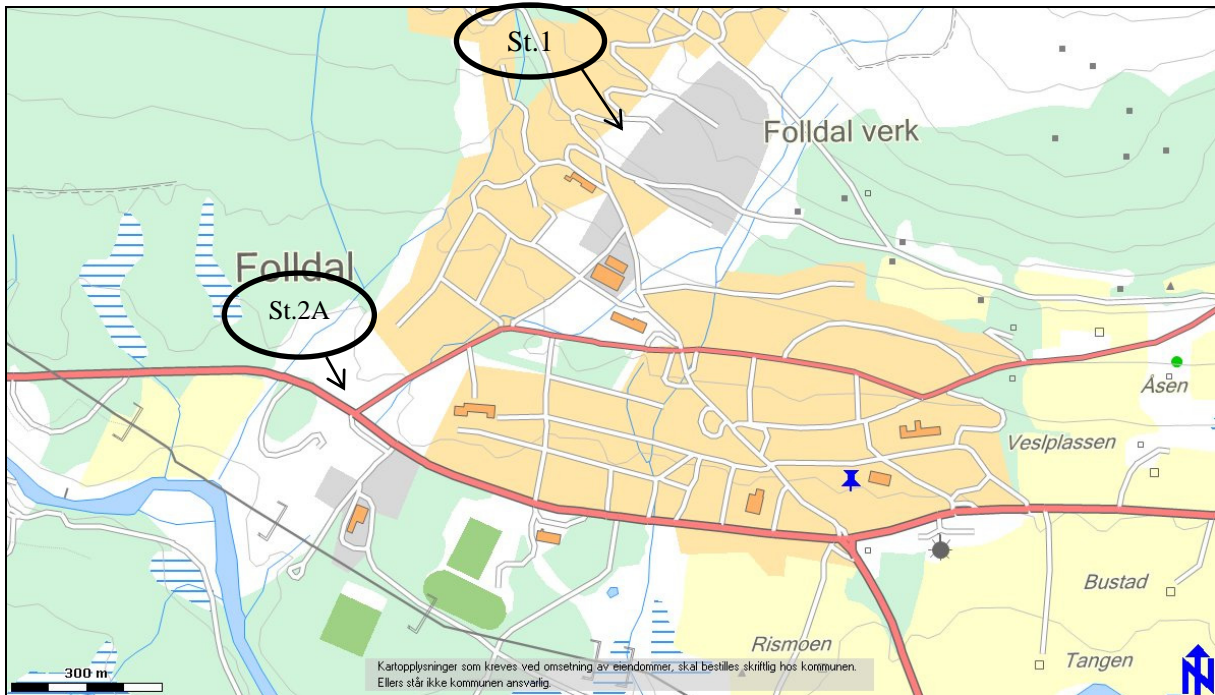 St.1
Folldal verk
Folldal
St.2A
Åsen
Veslplassen
Bustad
Rismoen
Tangen
300 m
Kartopplysninger som kreves ved omsetning av eiendommer, skal bestilles skriftlig hos kommunen.
Ellers står ikke kommunen ansvarlig.
N